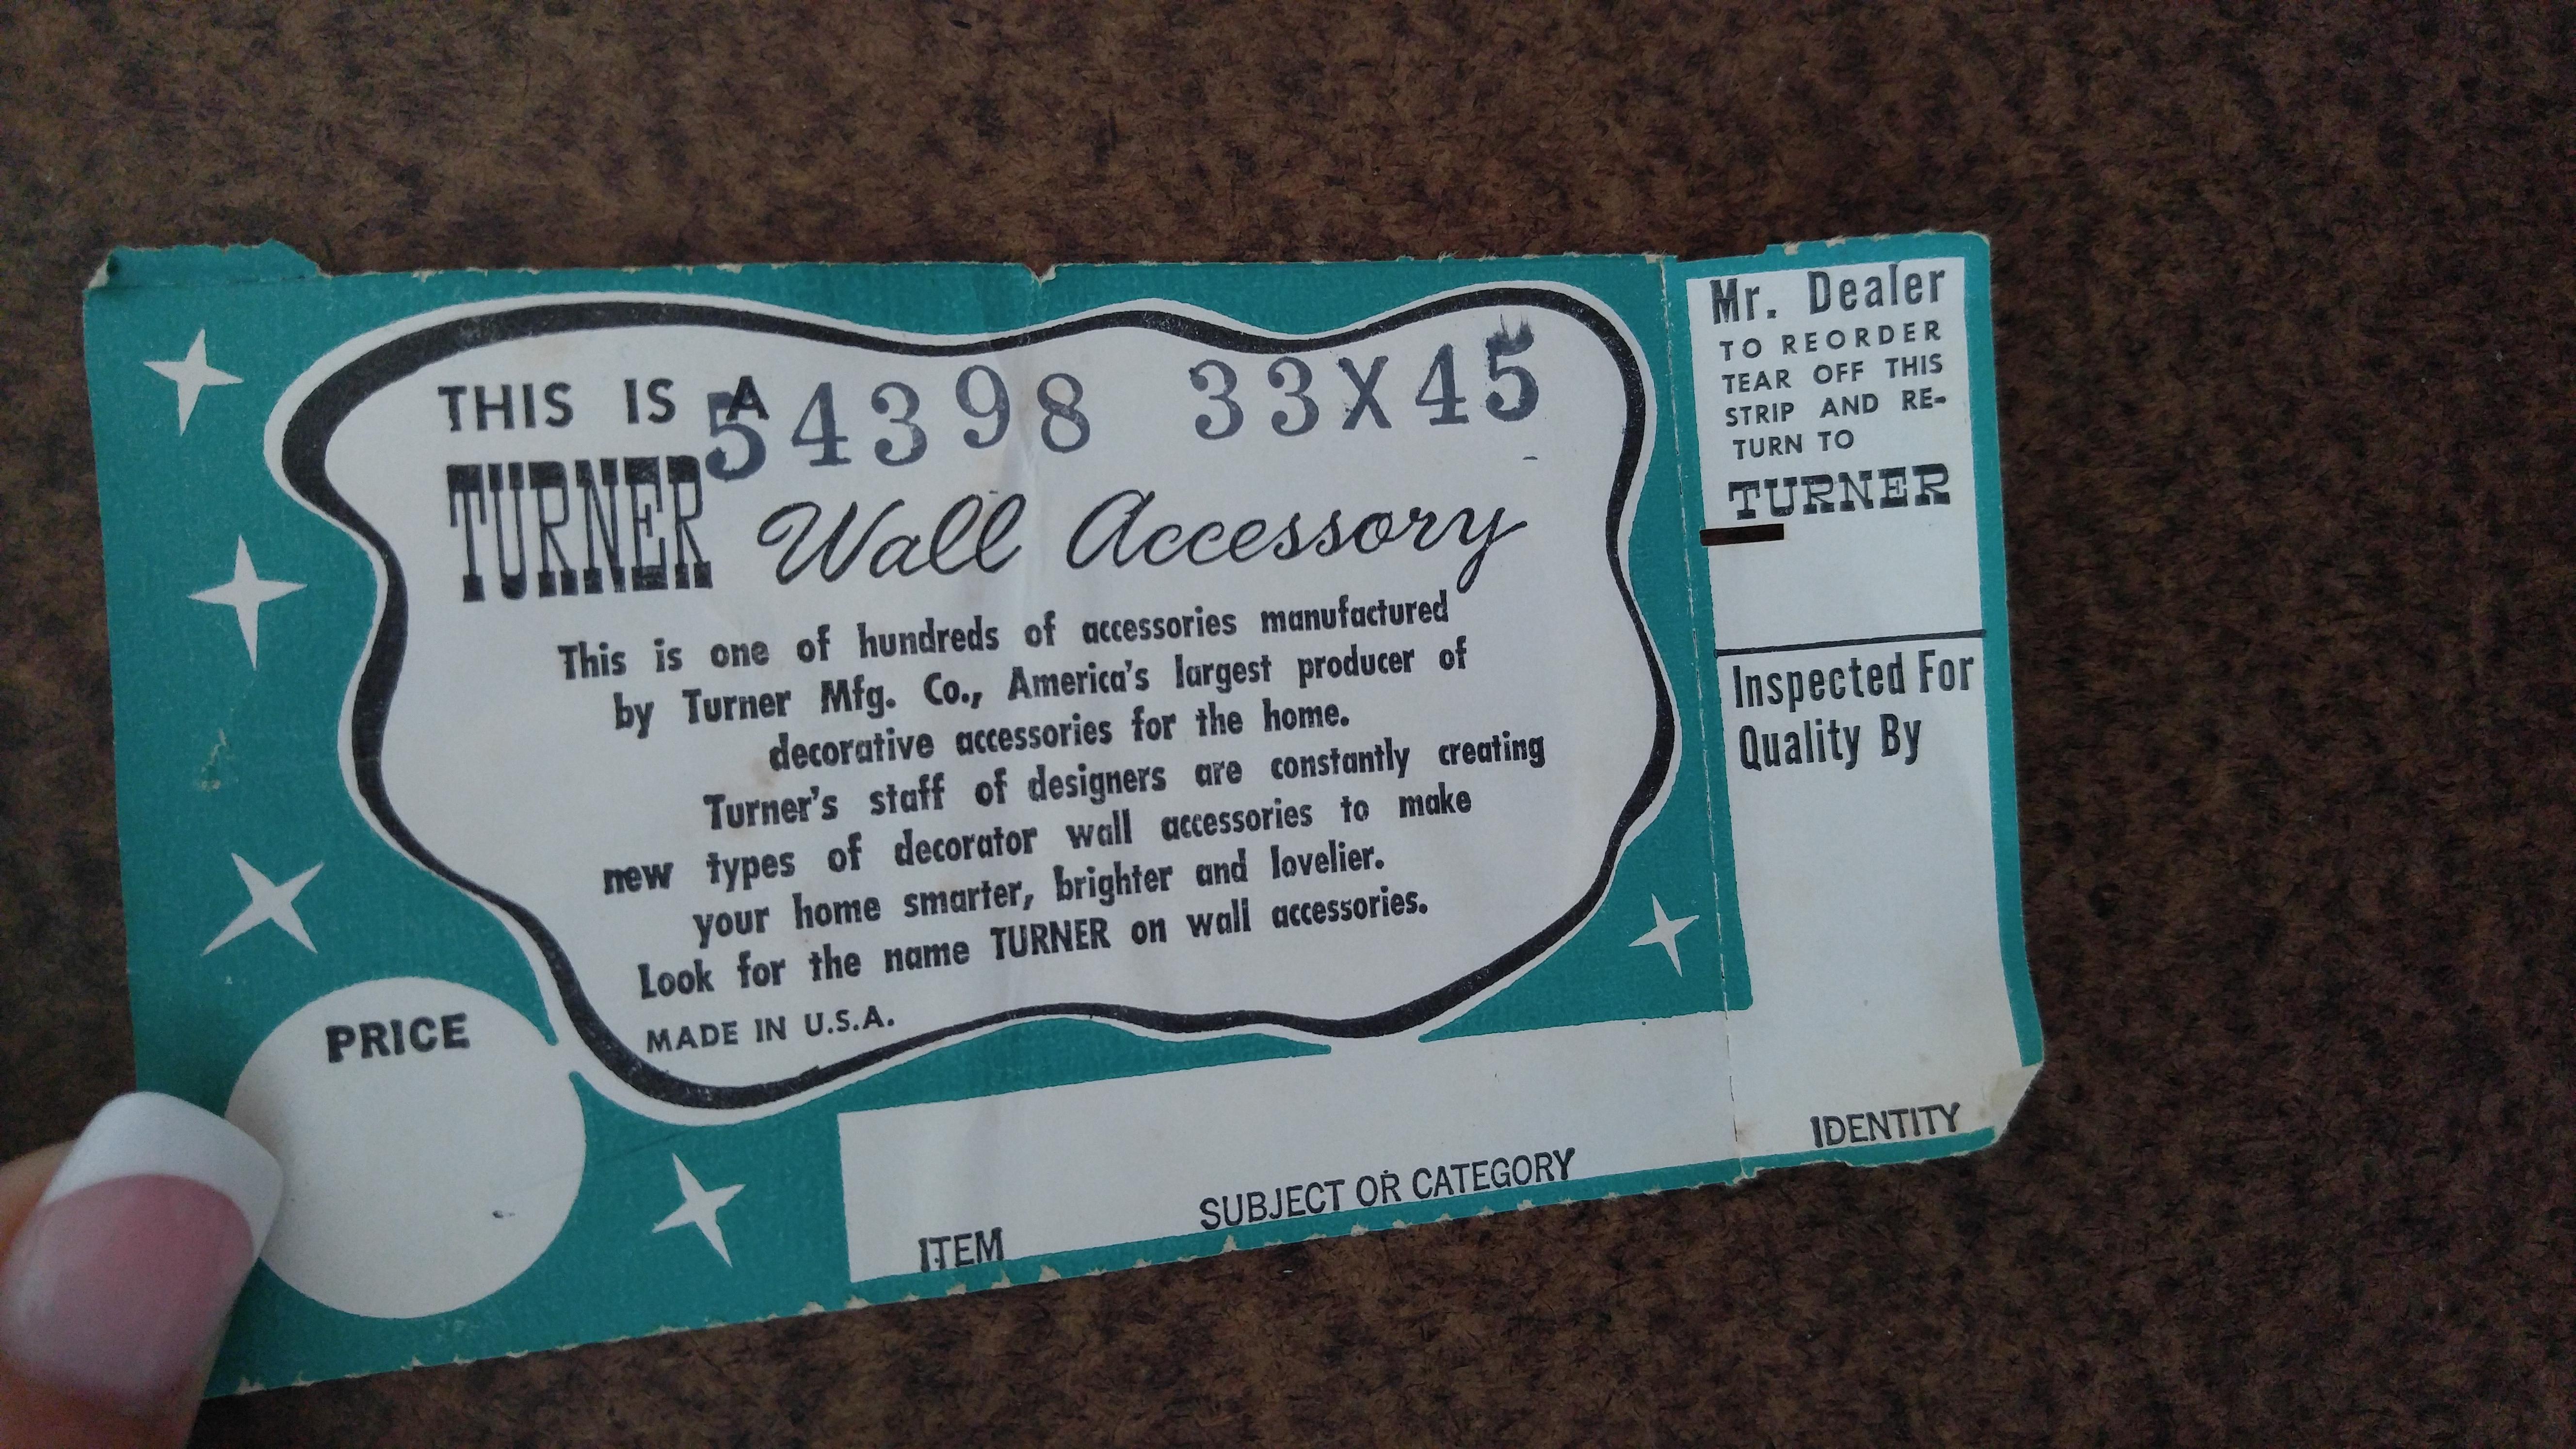 THIS IS A
54398 33X45
TURNER Wall Accessory
This is one of hundreds of accessories manufactured
by Turner Mfg. Co., America's largest producer of
decorative accessories for the home.
Turner's staff of designers are constantly creating
new types of decorator wall accessories to make
your home smarter, brighter and lovelier.
Look for the name TURNER on wall accessories.
MADE IN U.S.A.
PRICE
ITEM
SUBJECT OR CATEGORY
Mr. Dealer
TO REORDER
TEAR OFF THIS
STRIP AND RE-
TURN TO
TURNER
Inspected For
Quality By
IDENTITY